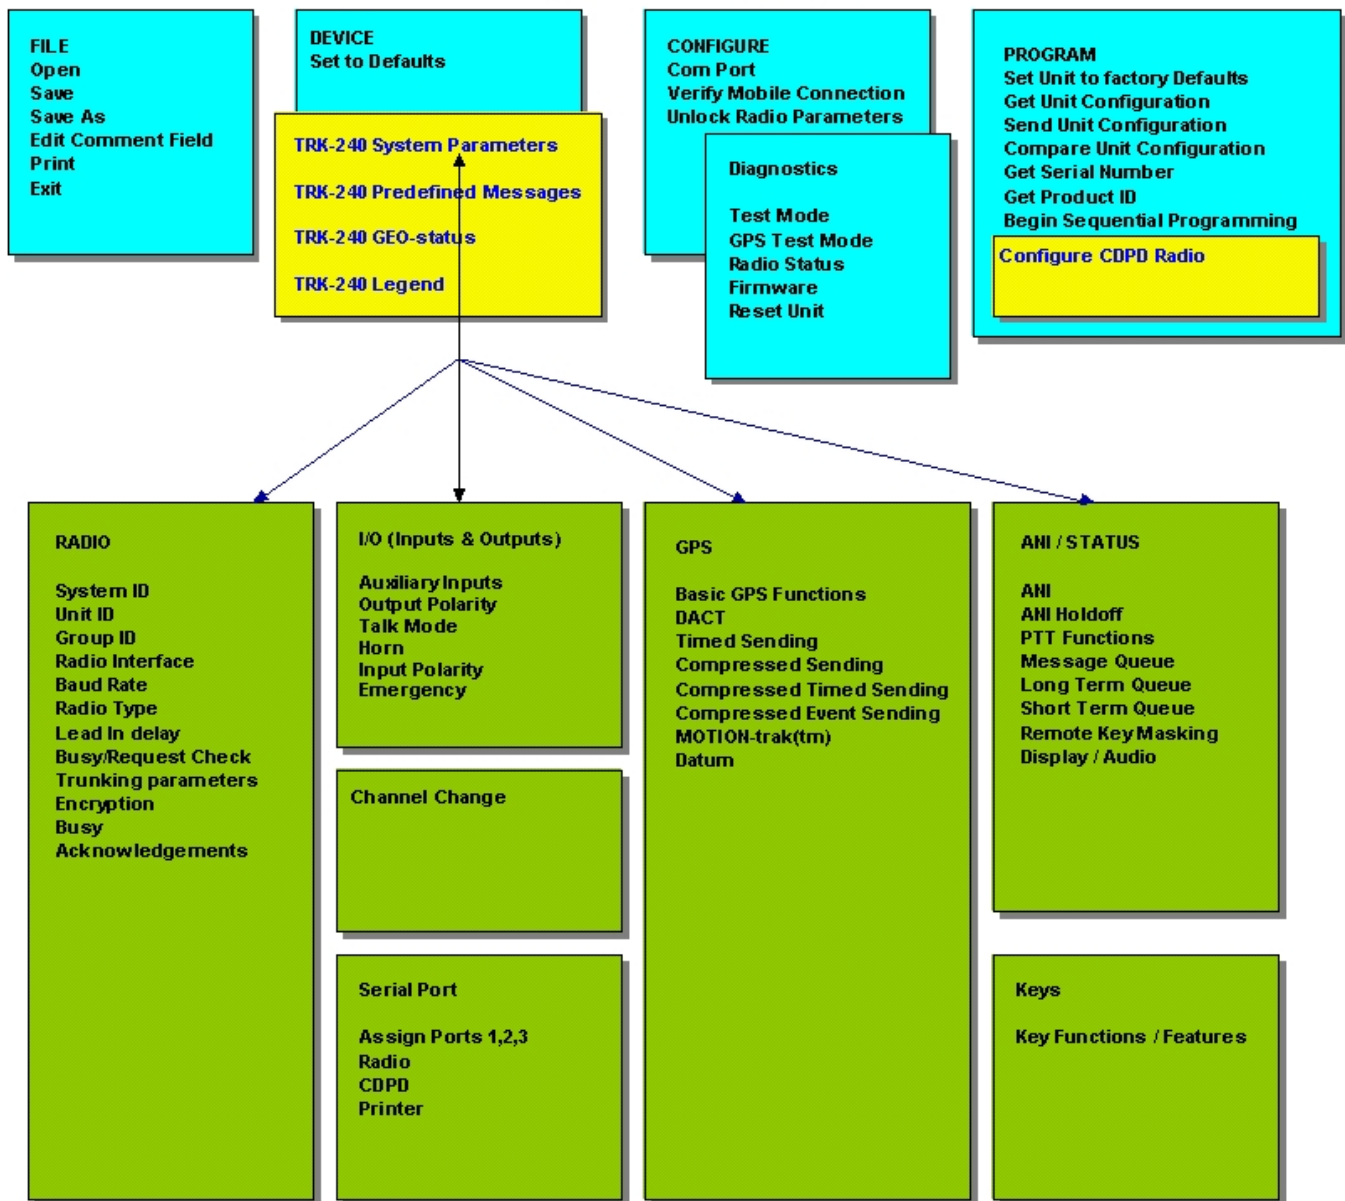 FILE
Open
Save
Save As
Edit Comment Field
Print
Exit
DEVICE
Set to Defaults
TRK-240 System Parameters
TRK-240 Predefined Messages
TRK-240 GEO-status
TRK-240 Legend
CONFIGURE
Com Port
Verify Mobile Connection
Unlock Radio Parameters
Diagnostics
Test Mode
GPS Test Mode
Radio Status
Firmware
Reset Unit
PROGRAM
Set Unit to factory Defaults
Get Unit Configuration
Send Unit Configuration
Compare Unit Configuration
Get Serial Number
Get Product ID
Begin Sequential Programming
Configure CDPD Radio
RADIO
System ID
Unit ID
Group ID
Radio Interface
Baud Rate
Radio Type
Lead In delay
Busy/Request Check
Trunking parameters
Encryption
Busy
Acknowledgements
I/O (Inputs & Outputs)
Auxiliary Inputs
Output Polarity
Talk Mode
Horn
Input Polarity
Emergency
Channel Change
Serial Port
Assign Ports 1,2,3
Radio
CDPD
Printer
GPS
Basic GPS Functions
DACT
Timed Sending
Compressed Sending
Compressed Timed Sending
Compressed Event Sending
MOTION-trak(tm)
Datum
ANI / STATUS
ANI
ANI Holdoff
PTT Functions
Message Queue
Long Term Queue
Short Term Queue
Remote Key Masking
Display / Audio
Keys
Key Functions / Features